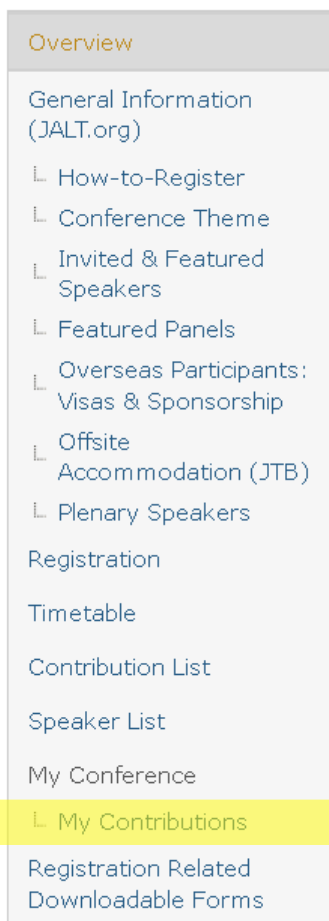 Overview
General Information
(JALT.org)
How-to-Register
Conference Theme
Invited & Featured
Speakers
Featured Panels
Overseas Participants:
Visas & Sponsorship
Offsite
Accommodation (JTB)
Plenary Speakers
Registration
Timetable
Contribution List
Speaker List
My Conference
My Contributions
Registration Related
Downloadable Forms